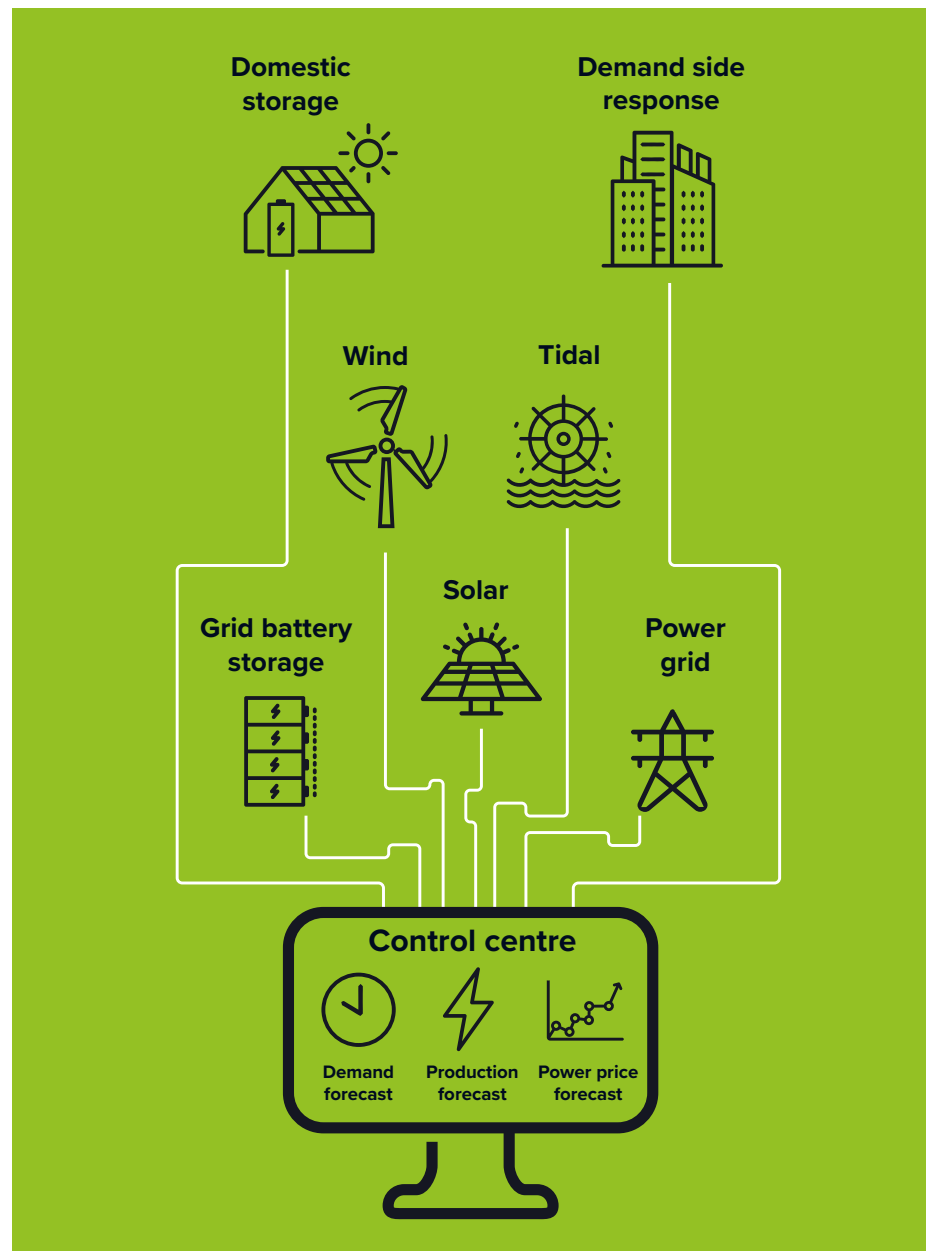 Domestic
storage
Demand side
response
Wind
Tidal
Solar
Grid battery
storage
Power
grid
Control centre
Demand
forecast
Production
forecast
Power price
forecast